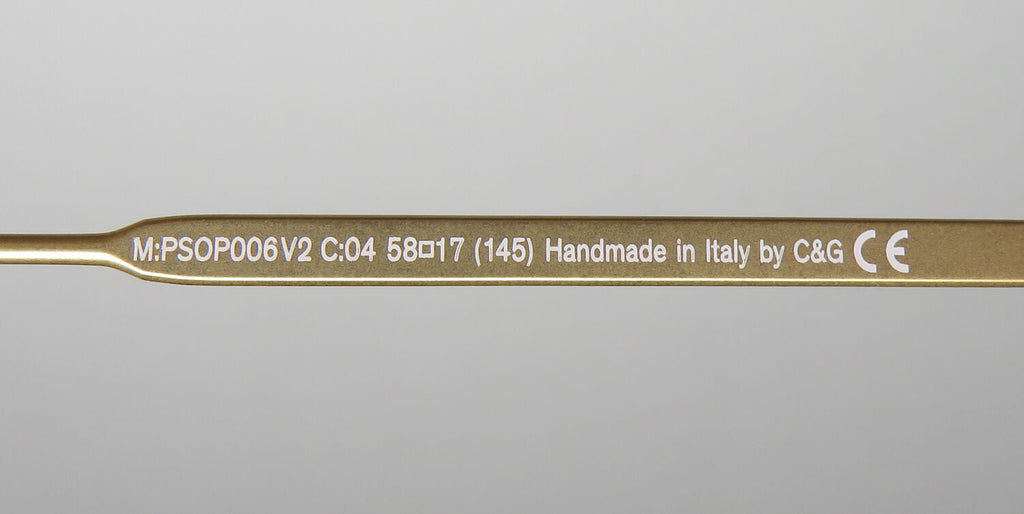 M:PSOP006V2 C:04 58□17 (145) Handmade in Italy by C&G CE